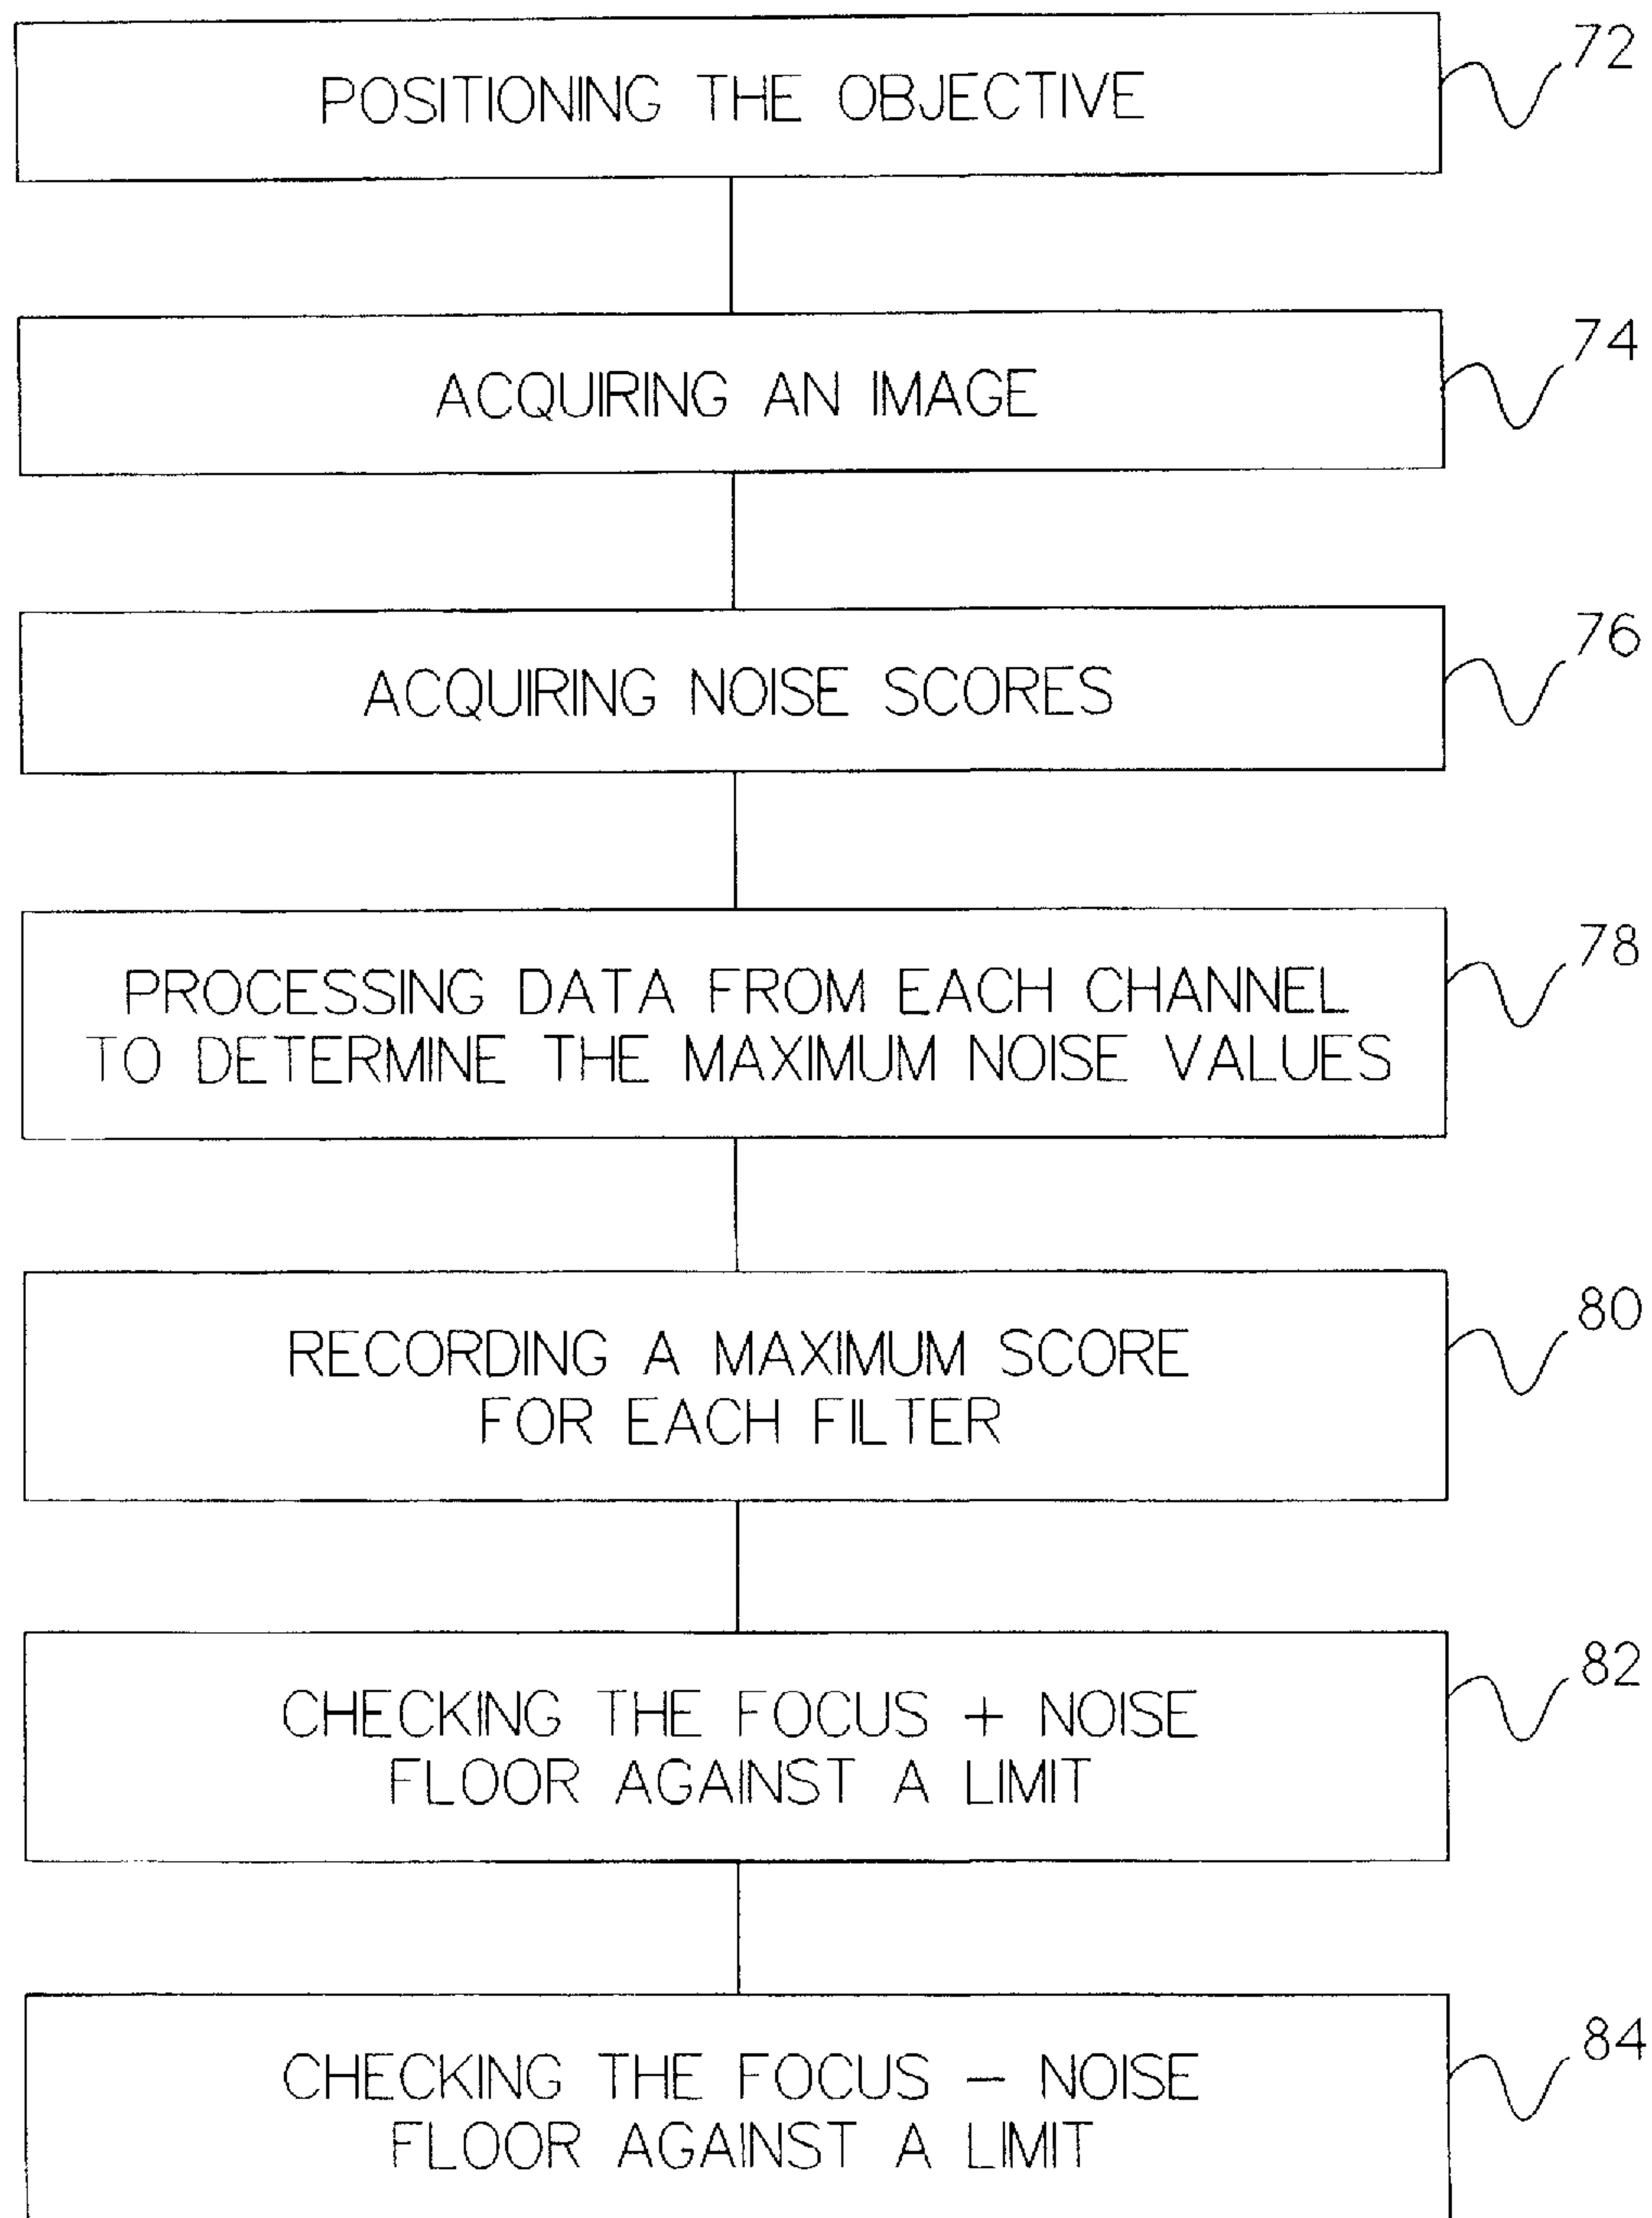 POSITIONING THE OBJECTIVE
72
ACQUIRING AN IMAGE
74
ACQUIRING NOISE SCORES
76
PROCESSING DATA FROM EACH CHANNEL
TO DETERMINE THE MAXIMUM NOISE VALUES
78
RECORDING A MAXIMUM SCORE
FOR EACH FILTER
80
CHECKING THE FOCUS + NOISE
FLOOR AGAINST A LIMIT
82
CHECKING THE FOCUS – NOISE
FLOOR AGAINST A LIMIT
84